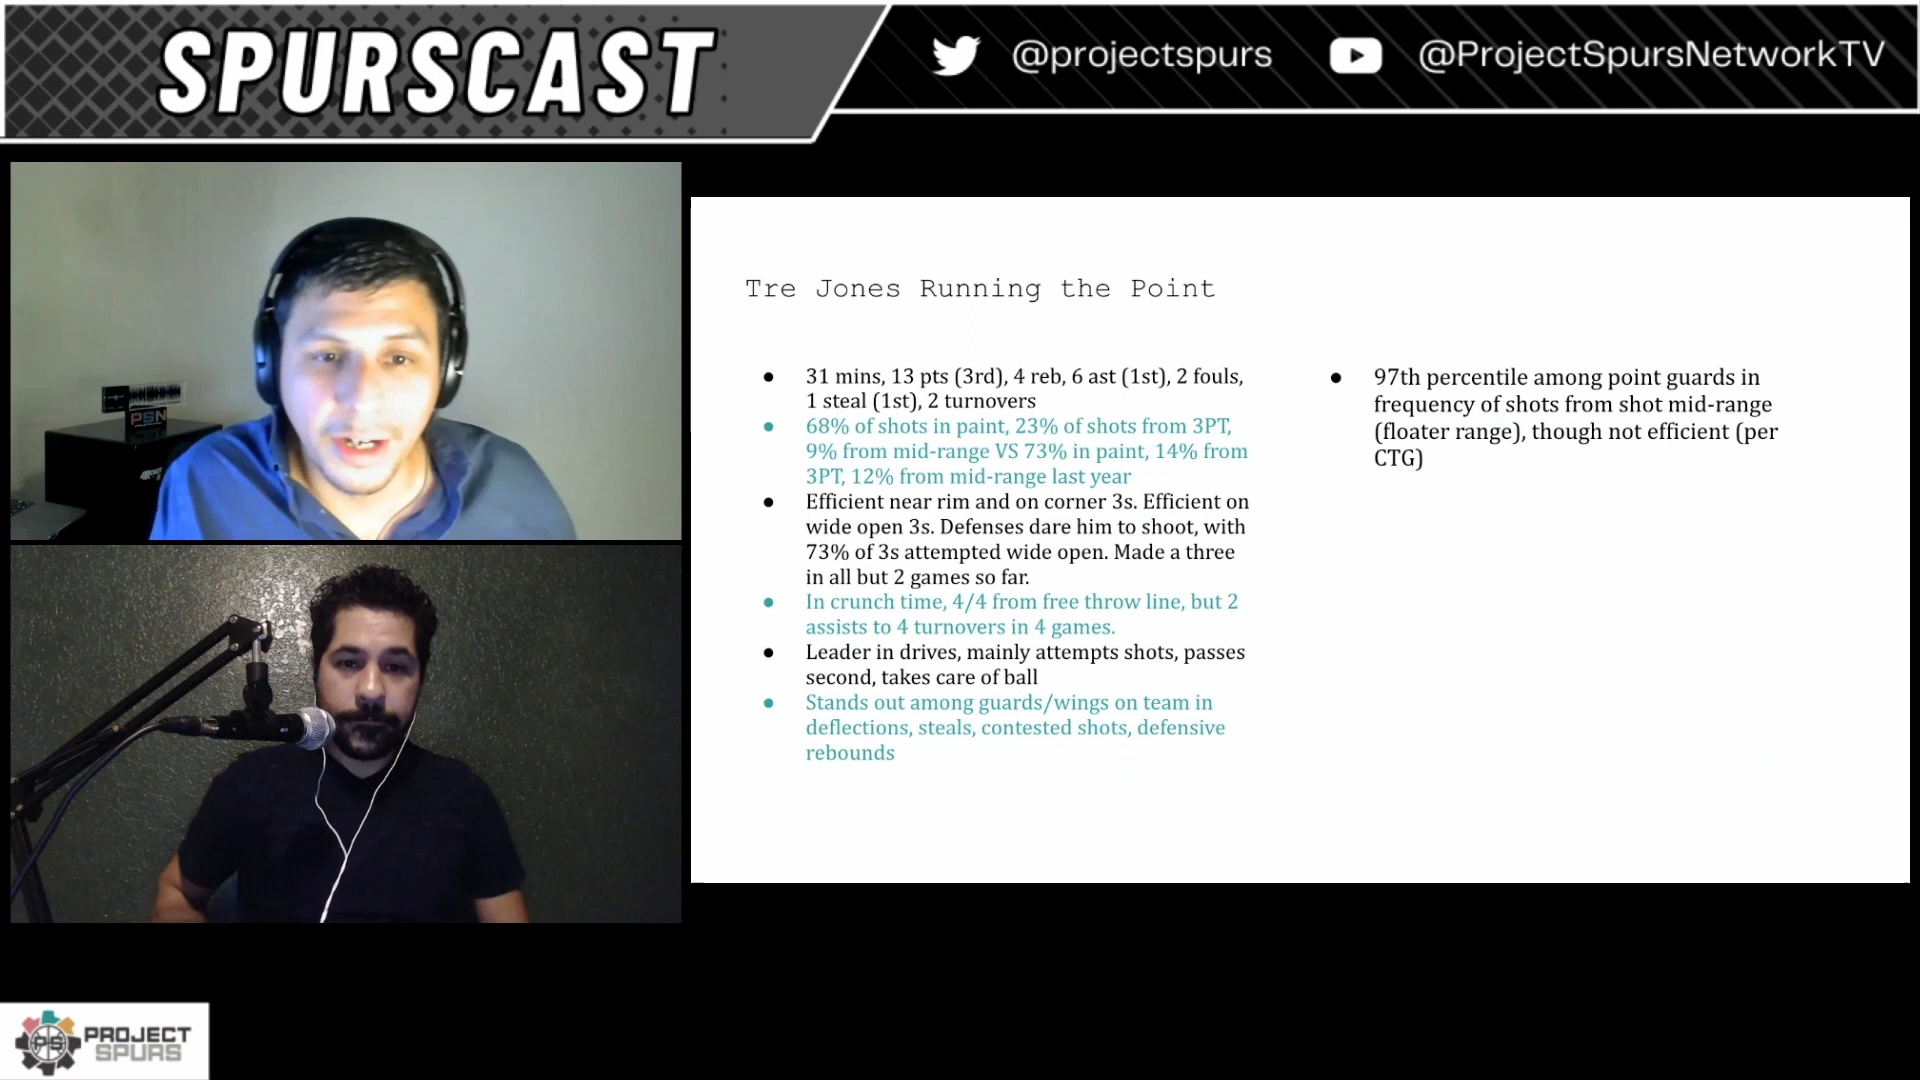 SPURSCAST
@projectspurs
@ProjectSpursNetworkTV
PSN
Tre Jones Running the Point
● 31 mins, 13 pts (3rd), 4 reb, 6 ast (1st), 2 fouls,
1 steal (1st), 2 turnovers
● 68% of shots in paint, 23% of shots from 3PT,
9% from mid-range VS 73% in paint, 14% from
3PT, 12% from mid-range last year
● Efficient near rim and on corner 3s. Efficient on
wide open 3s. Defenses dare him to shoot, with
73% of 3s attempted wide open. Made a three
in all but 2 games so far.
● In crunch time, 4/4 from free throw line, but 2
assists to 4 turnovers in 4 games.
● Leader in drives, mainly attempts shots, passes
second, takes care of ball
● Stands out among guards/wings on team in
deflections, steals, contested shots, defensive
rebounds
● 97th percentile among point guards in
frequency of shots from shot mid-range
(floater range), though not efficient (per
CTG)
PS
PROJECT
SPURS